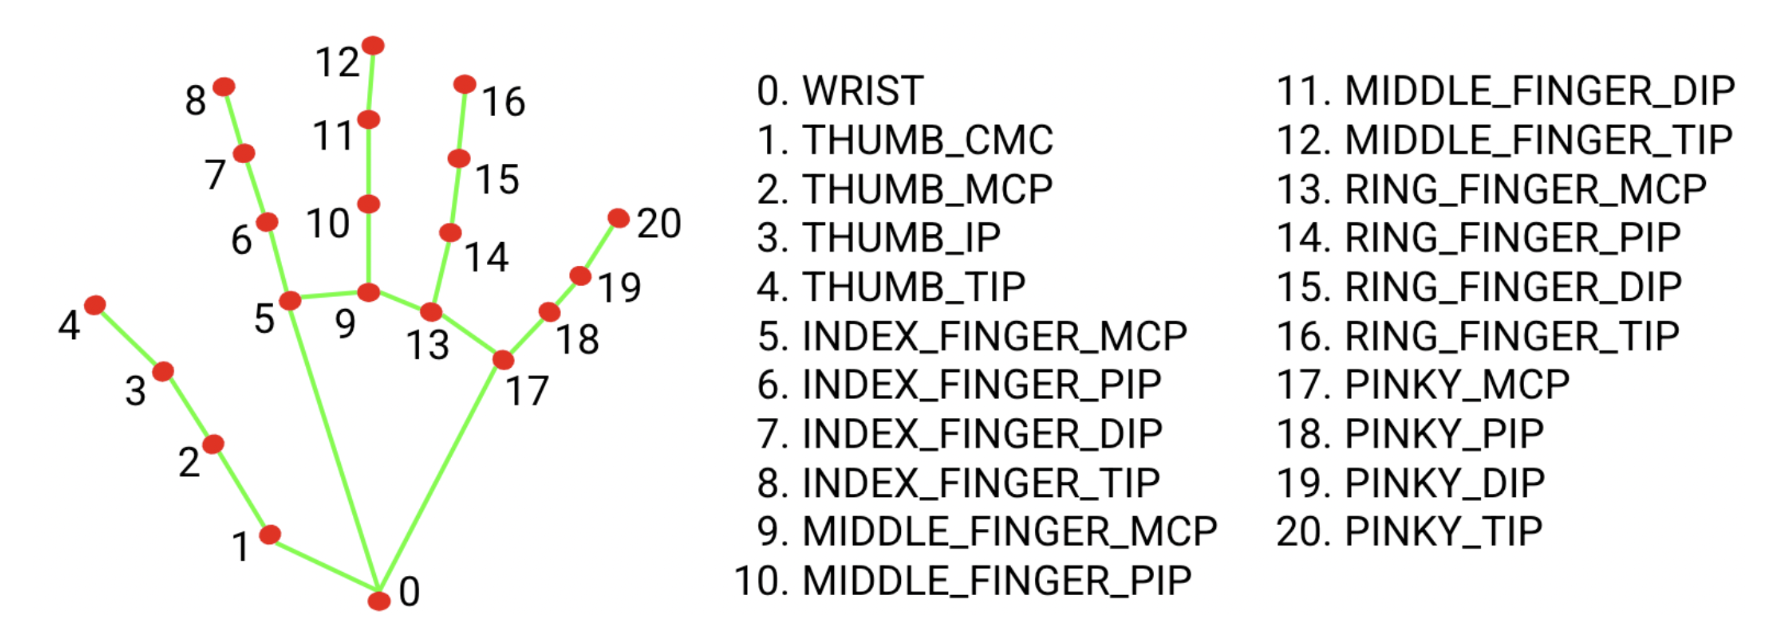 12
8
16
11
7
15
10
6
20
14
19
4
5
9
18
13
3
17
2
1
0
0. WRIST
1. THUMB_CMC
2. THUMB_MCP
3. THUMB_IP
4. THUMB_TIP
5. INDEX_FINGER_MCP
6. INDEX_FINGER_PIP
7. INDEX_FINGER_DIP
8. INDEX_FINGER_TIP
9. MIDDLE_FINGER_MCP
10. MIDDLE_FINGER_PIP
11. MIDDLE_FINGER_DIP
12. MIDDLE_FINGER_TIP
13. RING_FINGER_MCP
14. RING_FINGER_PIP
15. RING_FINGER_DIP
16. RING_FINGER_TIP
17. PINKY_MCP
18. PINKY_PIP
19. PINKY_DIP
20. PINKY_TIP